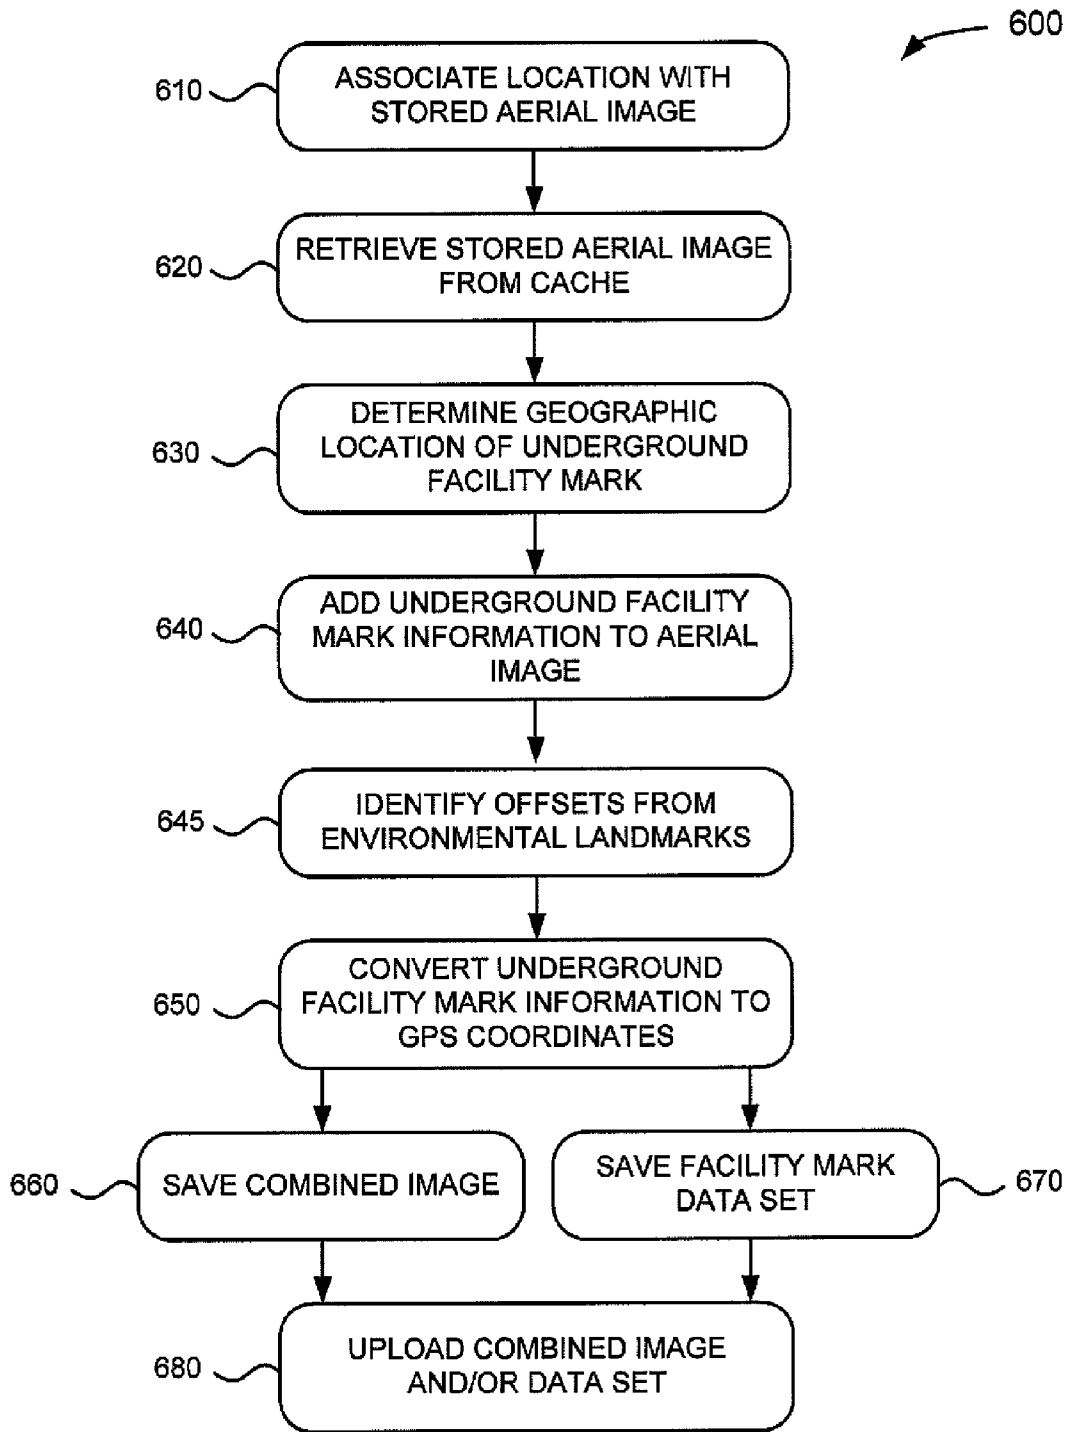 600
610
ASSOCIATE LOCATION WITH
STORED AERIAL IMAGE
620
RETRIEVE STORED AERIAL IMAGE
FROM CACHE
630
DETERMINE GEOGRAPHIC
LOCATION OF UNDERGROUND
FACILITY MARK
640
ADD UNDERGROUND FACILITY
MARK INFORMATION TO AERIAL
IMAGE
645
IDENTIFY OFFSETS FROM
ENVIRONMENTAL LANDMARKS
650
CONVERT UNDERGROUND
FACILITY MARK INFORMATION TO
GPS COORDINATES
660
SAVE COMBINED IMAGE
SAVE FACILITY MARK
DATA SET
670
680
UPLOAD COMBINED IMAGE
AND/OR DATA SET